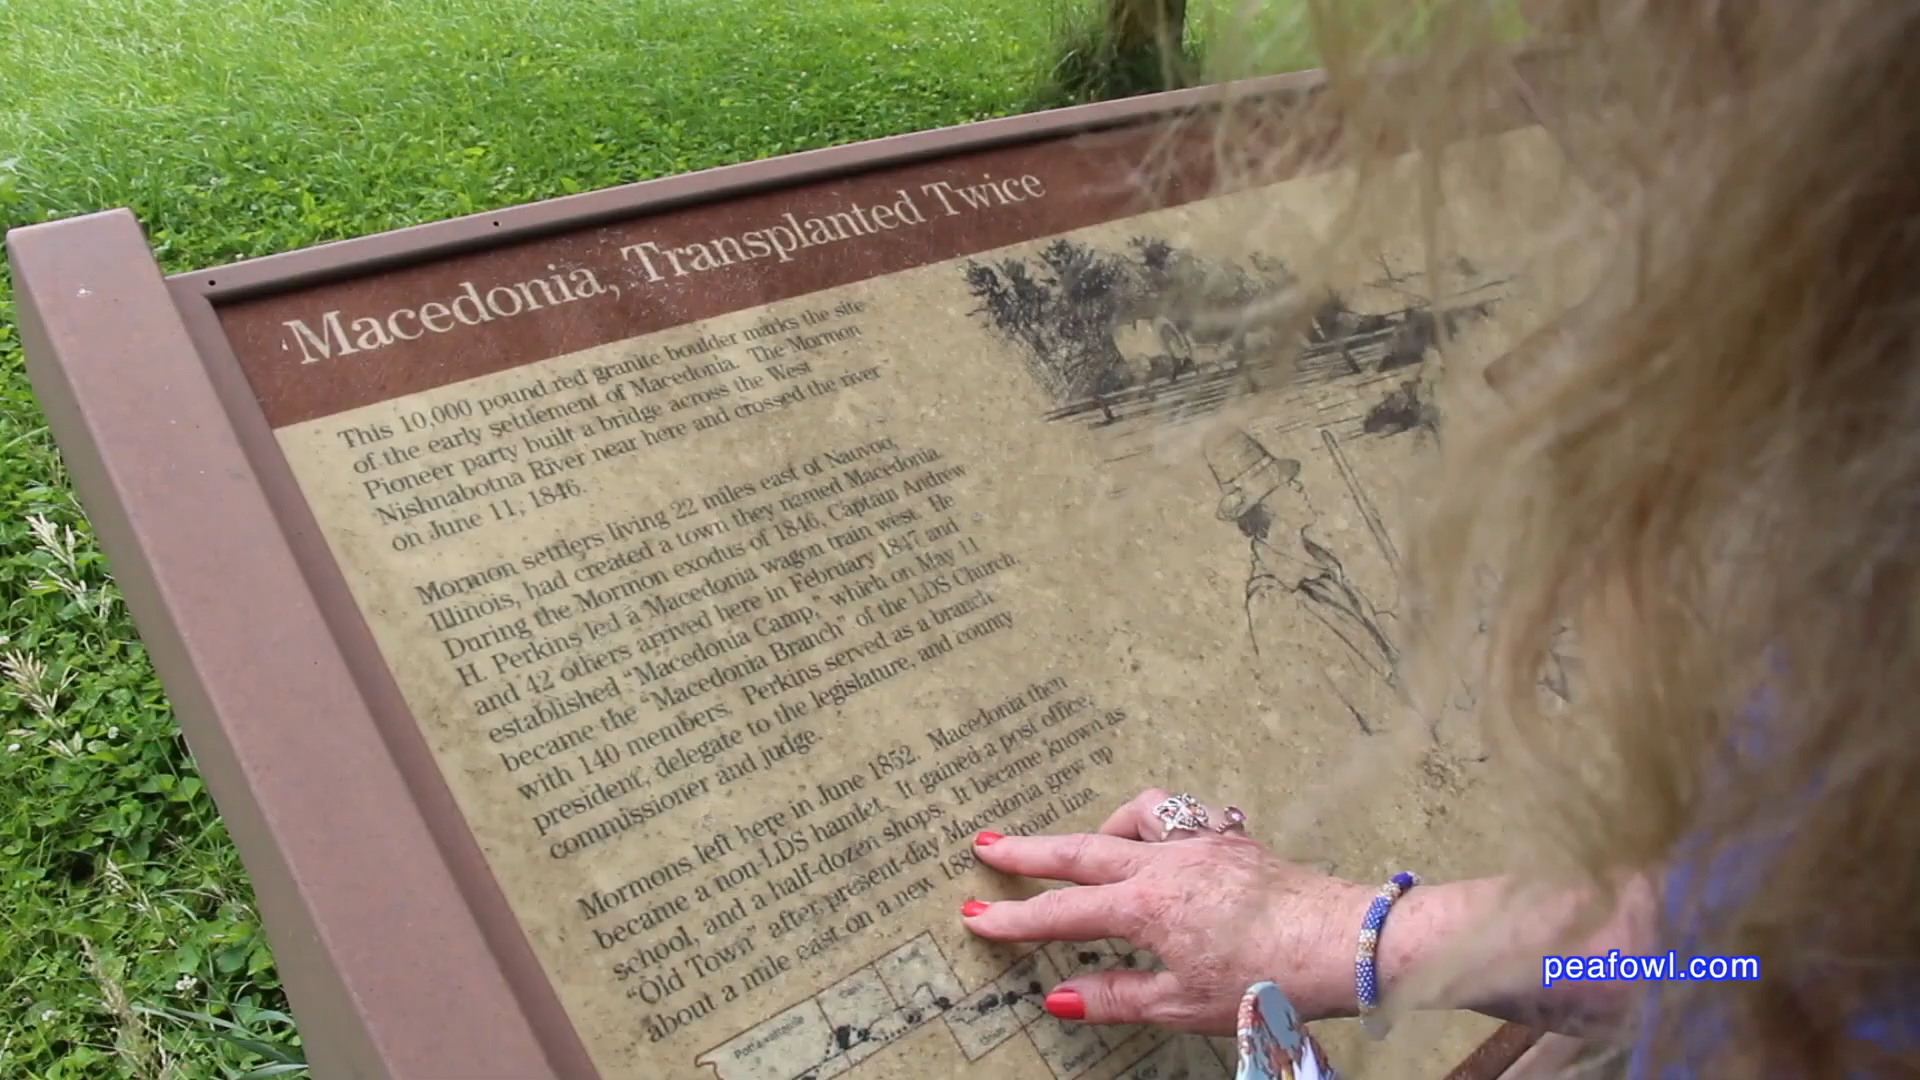 Macedonia, Transplanted Twice
This 10,000 pound red granite boulder marks the site
of the early settlement of Macedonia. The Mormon
Pioneer party built a bridge across the West
Nishnabotna River near here and crossed the river
on June 11, 1846.
Mormon settlers living 22 miles east of Nauvoo,
Illinois, had created a town they named Macedonia.
During the Mormon exodus of 1846, Captain Andrew
H. Perkins led a Macedonia wagon train west. He
and 42 others arrived here in February 1847 and
established "Macedonia Camp," which on May 11
became the "Macedonia Branch" of the LDS Church,
with 140 members. Perkins served as a branch
president, delegate to the legislature, and county
commissioner and judge.
Mormons left here in June 1852. Macedonia then
became a non-LDS hamlet. It gained a post office,
school, and a half-dozen shops. It became known as
"Old Town" after present-day Macedonia grew up
about a mile east on a new 188 line.
Pottawattamie
Cass
Adair
Union
peafowl.com